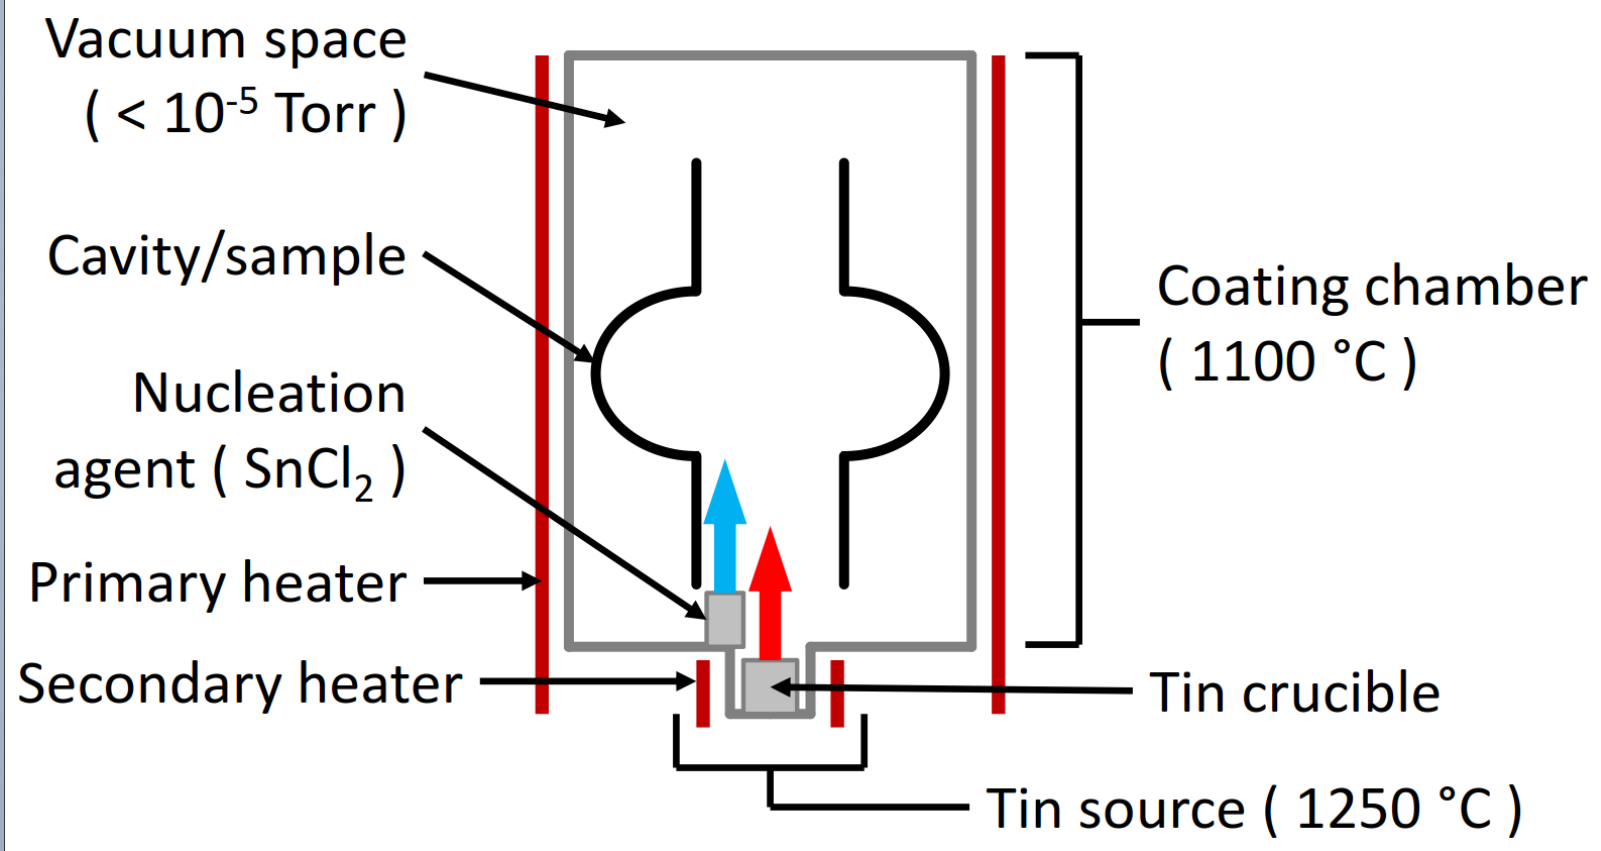 Vacuum space
( < 10⁻⁵ Torr )
Cavity/sample
Nucleation
agent ( SnCl₂ )
Primary heater
Secondary heater
Coating chamber
( 1100 °C )
Tin crucible
Tin source ( 1250 °C )